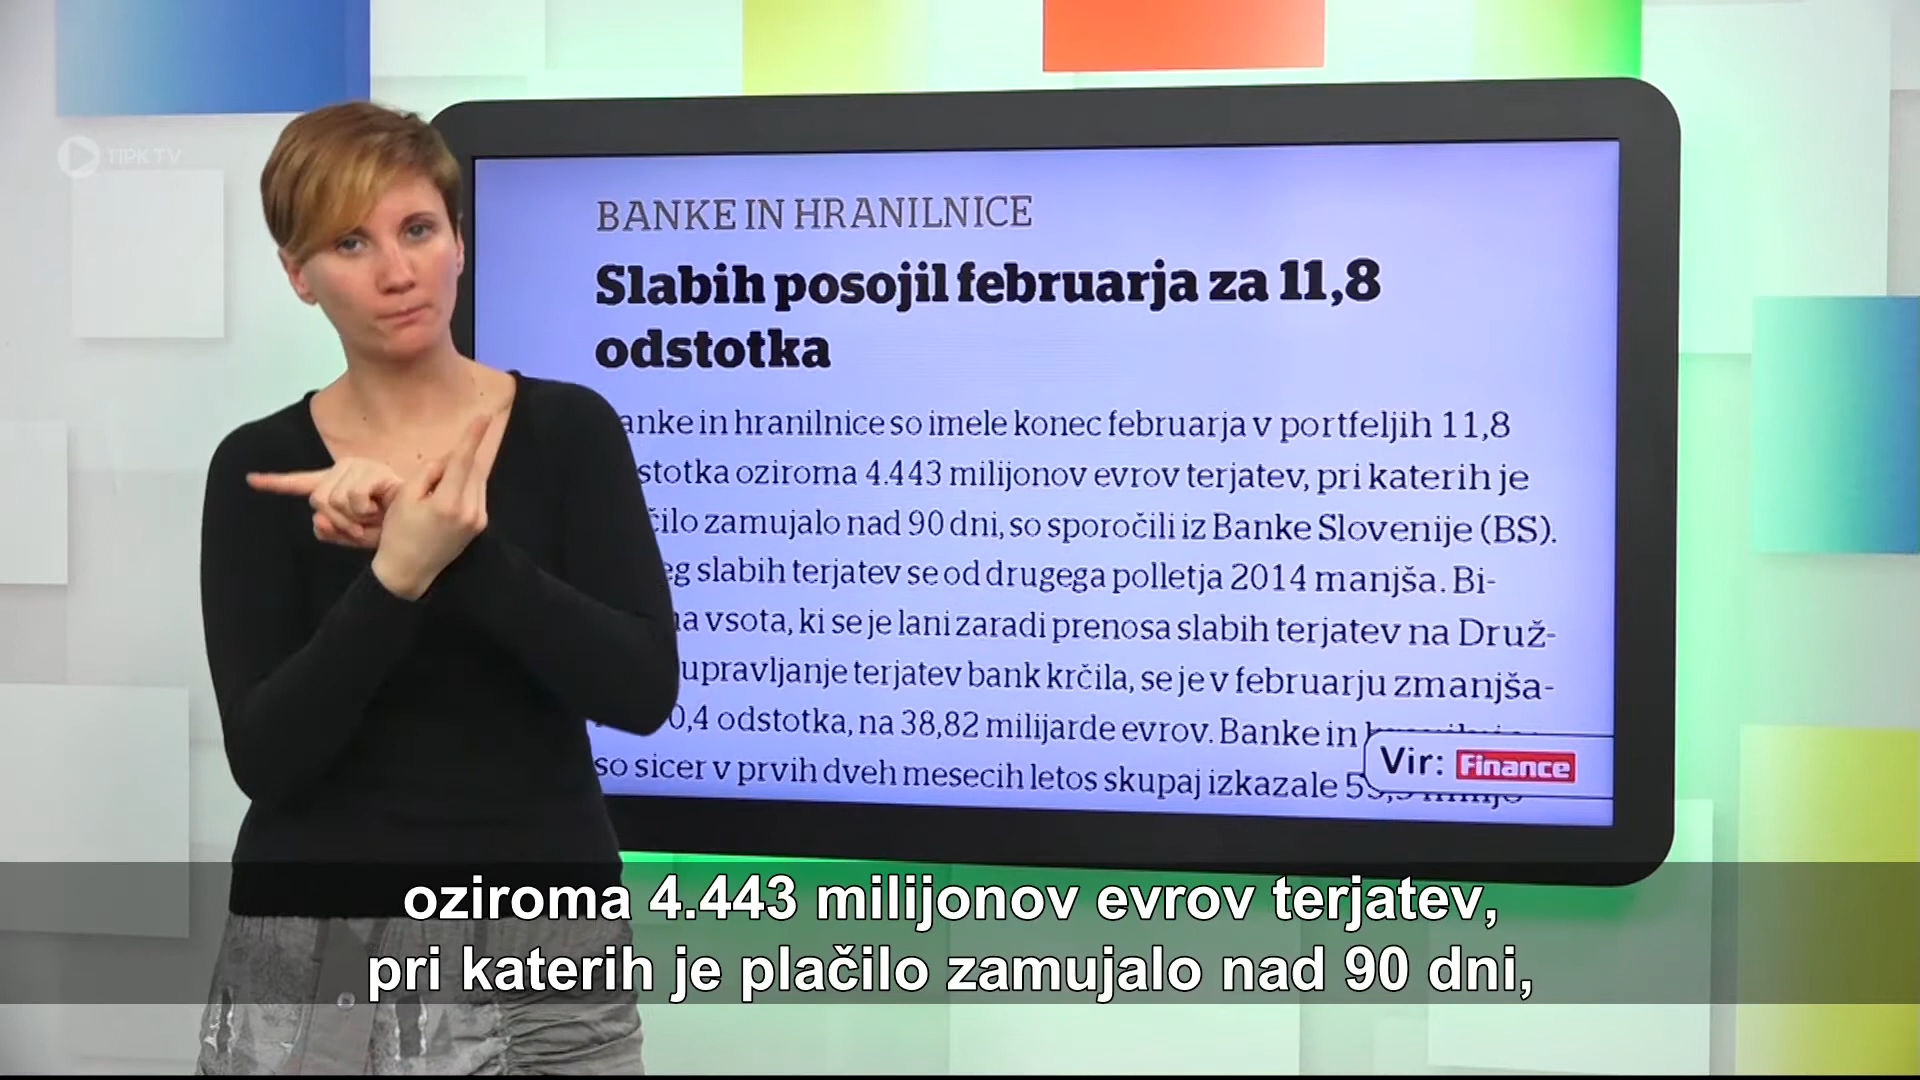 TIPK TV
BANKE IN HRANILNICE
Slabih posojil februarja za 11,8
odstotka
anke in hranilnice so imele konec februarja v portfeljih 11,8
stotka oziroma 4.443 milijonov evrov terjatev, pri katerih je
čilo zamujalo nad 90 dni, so sporočili iz Banke Slovenije (BS).
eg slabih terjatev se od drugega polletja 2014 manjša. Bi-
na vsota, ki se je lani zaradi prenosa slabih terjatev na Druž-
upravljanje terjatev bank krčila, se je v februarju zmanjša-
0,4 odstotka, na 38,82 milijarde evrov. Banke in
so sicer v prvih dveh mesecih letos skupaj izkazale
Vir: Finance
oziroma 4.443 milijonov evrov terjatev,
pri katerih je plačilo zamujalo nad 90 dni,